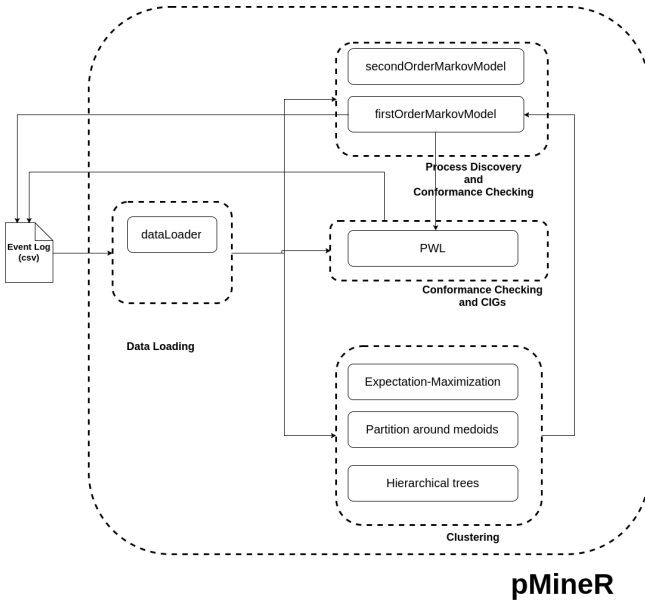 secondOrderMarkovModel
firstOrderMarkovModel
Process Discovery
and
Conformance Checking
Event Log
(csv)
dataLoader
PWL
Conformance Checking
and CIGs
Data Loading
Expectation-Maximization
Partition around medoids
Hierarchical trees
Clustering
pMineR